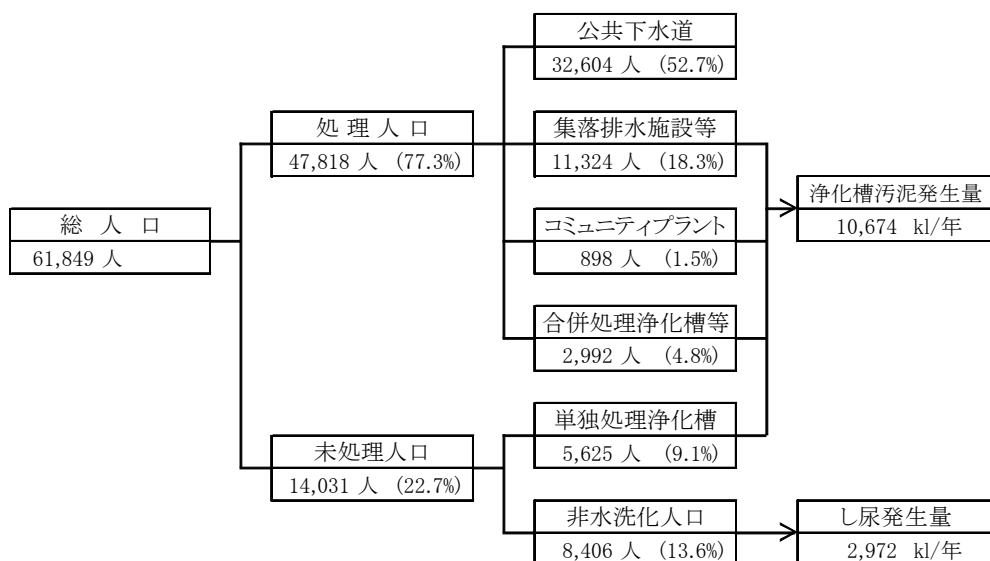 公共下水道
32,604 人 (52.7%)
処 理 人 口
47,818 人 (77.3%)
集落排水施設等
11,324 人 (18.3%)
浄化槽汚泥発生量
10,674 kl/年
総 人 口
61,849 人
コミュニティプラント
898 人 (1.5%)
合併処理浄化槽等
2,992 人 (4.8%)
未処理人口
14,031 人 (22.7%)
単独処理浄化槽
5,625 人 (9.1%)
非水洗化人口
8,406 人 (13.6%)
し尿発生量
2,972 kl/年